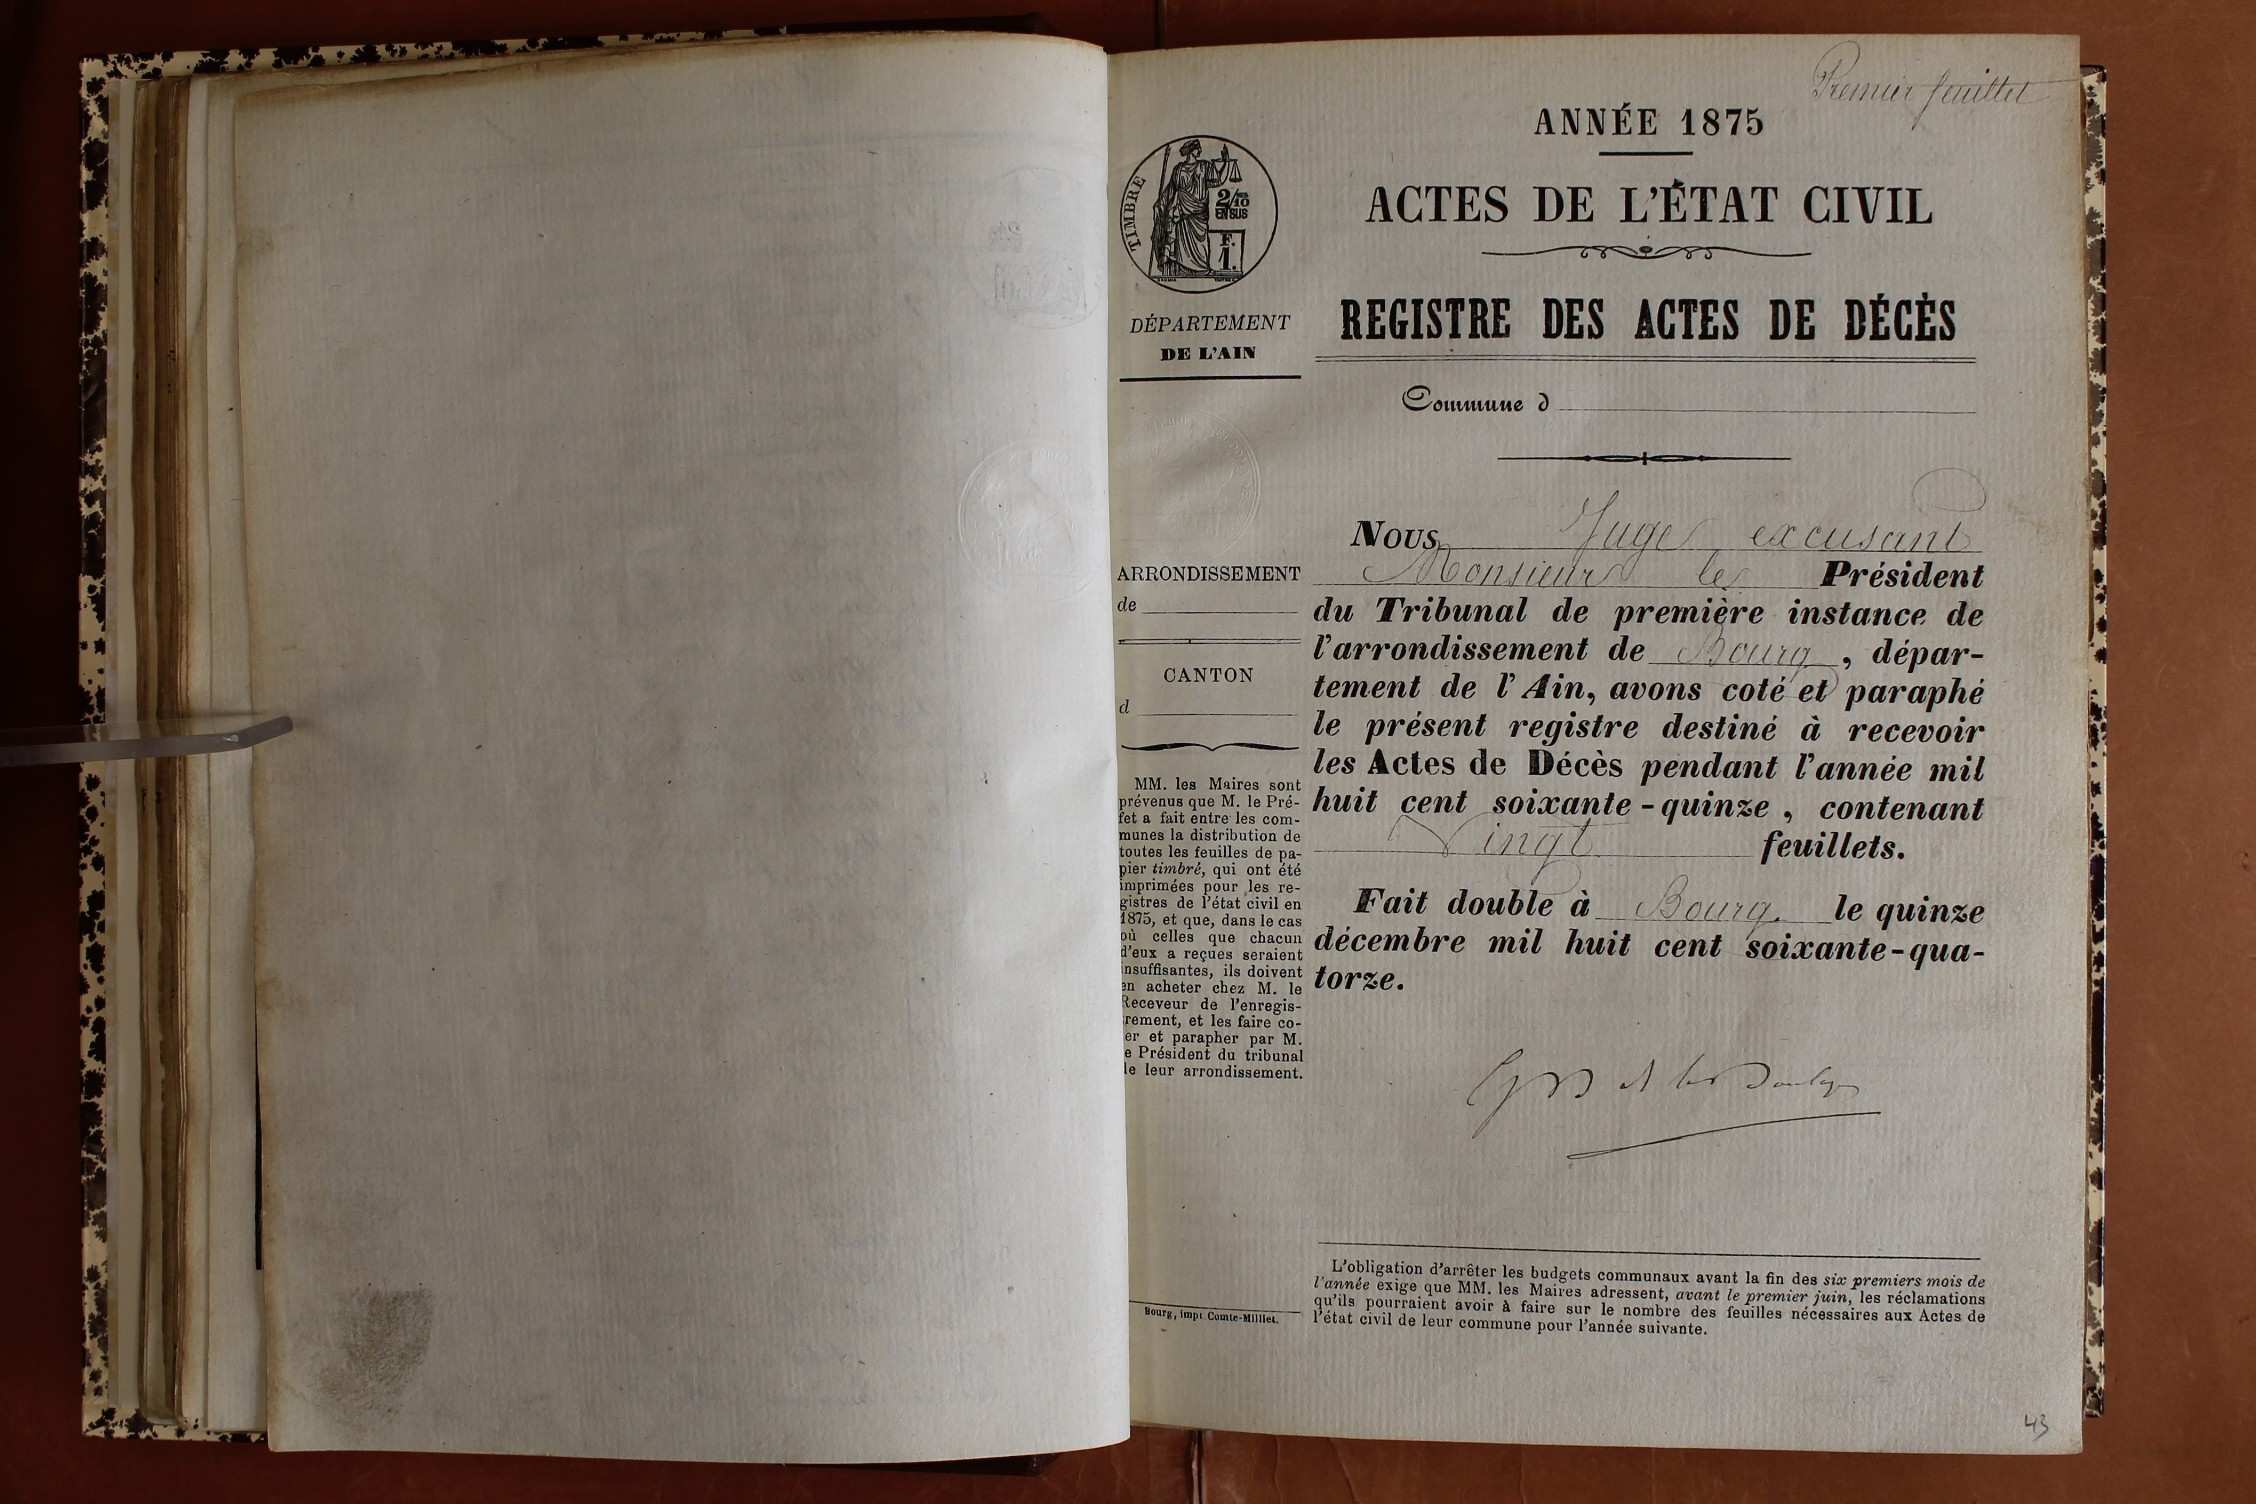 Premier feuillet
ANNÉE 1875
ACTES DE L'ÉTAT CIVIL
REGISTRE DES ACTES DE DÉCÈS
Commune d
TIMBRE
2/10
EN SUS
F.
1.
DÉPARTEMENT
DE L'AIN
ARRONDISSEMENT
de
CANTON
d
MM. les Maires sont
prévenus que M. le Pré-
fet a fait entre les com-
munes la distribution de
toutes les feuilles de pa-
pier timbré, qui ont été
imprimées pour les re-
gistres de l'état civil en
1875, et que, dans le cas
où celles que chacun
d'eux a reçues seraient
insuffisantes, ils doivent
en acheter chez M. le
Receveur de l'enregis-
trement, et les faire co-
ter et parapher par M.
le Président du tribunal
de leur arrondissement.
Bourg, impr Comte-Milliet.
Nous Juge excusant
Monsieur le Président
du Tribunal de première instance de
l'arrondissement de Bourg, dépar-
tement de l'Ain, avons coté et paraphé
le présent registre destiné à recevoir
les Actes de Décès pendant l'année mil
huit cent soixante-quinze, contenant
Vingt feuillets.
Fait double à Bourg. le quinze
décembre mil huit cent soixante-qua-
torze.
L'obligation d'arrêter les budgets communaux avant la fin des six premiers mois de
l'année exige que MM. les Maires adressent, avant le premier juin, les réclamations
qu'ils pourraient avoir à faire sur le nombre des feuilles nécessaires aux Actes de
l'état civil de leur commune pour l'année suivante.
43